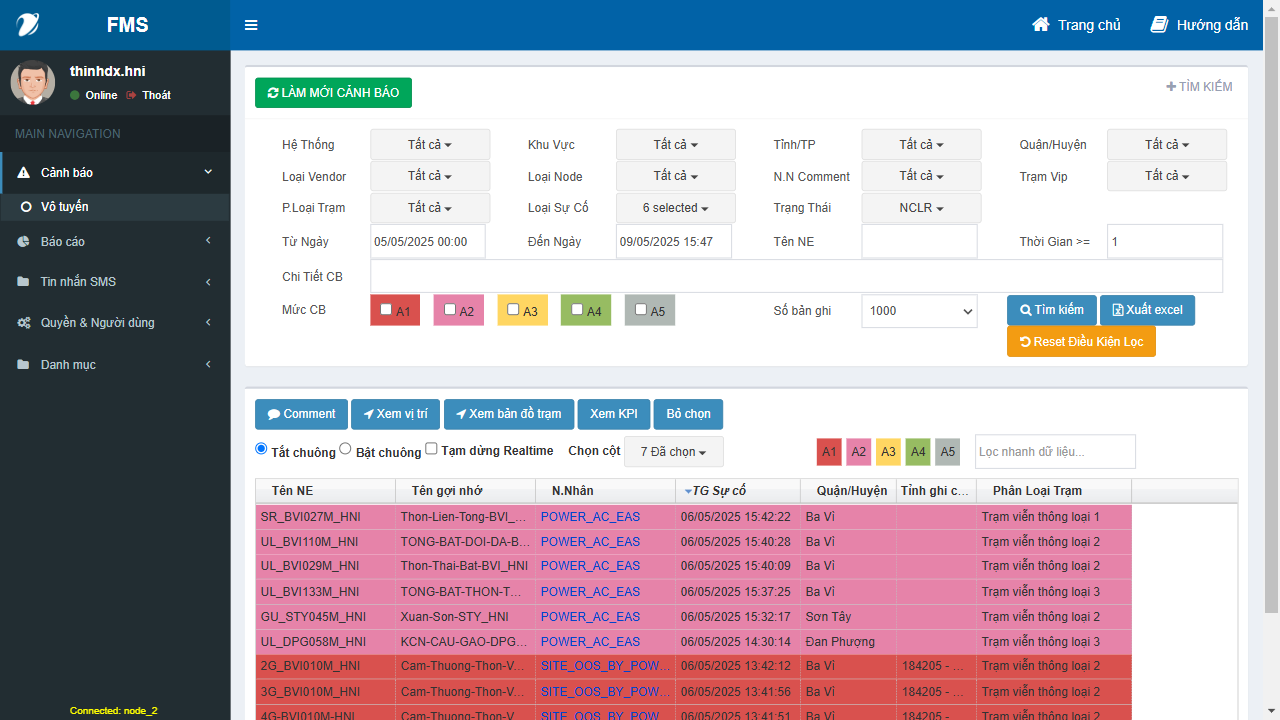 FMS
Trang chủ
Hướng dẫn
thinhdx.hni
Online
Thoát
MAIN NAVIGATION
Cảnh báo
Vô tuyến
Báo cáo
Tin nhắn SMS
Quyền & Người dùng
Danh mục
Connected: node_2
LÀM MỚI CẢNH BÁO
TÌM KIẾM
Hệ Thống Tất cả Khu Vực Tất cả Tỉnh/TP Tất cả Quận/Huyện Tất cả
Loại Vendor Tất cả Loại Node Tất cả N.N Comment Tất cả Trạm Vip Tất cả
P.Loại Trạm Tất cả Loại Sự Cố 6 selected Trạng Thái NCLR
Từ Ngày 05/05/2025 00:00 Đến Ngày 09/05/2025 15:47 Tên NE Thời Gian >= 1
Chi Tiết CB
Mức CB A1 A2 A3 A4 A5 Số bản ghi 1000 Tìm kiếm Xuất excel
Reset Điều Kiện Lọc
Comment Xem vị trí Xem bản đồ trạm Xem KPI Bỏ chọn
Tắt chuông Bật chuông Tạm dừng Realtime Chọn cột 7 Đã chọn A1 A2 A3 A4 A5 Lọc nhanh dữ liệu...
Tên NE Tên gợi nhớ N.Nhân TG Sự cố Quận/Huyện Tỉnh ghi c... Phân Loại Trạm
SR_BVI027M_HNI Thon-Lien-Tong-BVI_... POWER_AC_EAS 06/05/2025 15:42:22 Ba Vì Trạm viễn thông loại 1
UL_BVI110M_HNI TONG-BAT-DOI-DA-B... POWER_AC_EAS 06/05/2025 15:40:28 Ba Vì Trạm viễn thông loại 2
UL_BVI029M_HNI Thon-Thai-Bat-BVI_HNI POWER_AC_EAS 06/05/2025 15:40:09 Ba Vì Trạm viễn thông loại 2
UL_BVI133M_HNI TONG-BAT-THON-T... POWER_AC_EAS 06/05/2025 15:37:25 Ba Vì Trạm viễn thông loại 3
GU_STY045M_HNI Xuan-Son-STY_HNI POWER_AC_EAS 06/05/2025 15:32:17 Sơn Tây Trạm viễn thông loại 2
UL_DPG058M_HNI KCN-CAU-GAO-DPG... POWER_AC_EAS 06/05/2025 14:30:14 Đan Phượng Trạm viễn thông loại 3
2G_BVI010M_HNI Cam-Thuong-Thon-V... SITE_OOS_BY_POW... 06/05/2025 13:42:12 Ba Vì 184205 - ... Trạm viễn thông loại 2
3G_BVI010M_HNI Cam-Thuong-Thon-V... SITE_OOS_BY_POW... 06/05/2025 13:41:56 Ba Vì 184205 - ... Trạm viễn thông loại 2
4G-BVI010M-HNI Cam-Thuong-Thon-V... SITE_OOS_BY_POW... 06/05/2025 13:41:51 Ba Vì 184205 - ... Trạm viễn thông loại 2